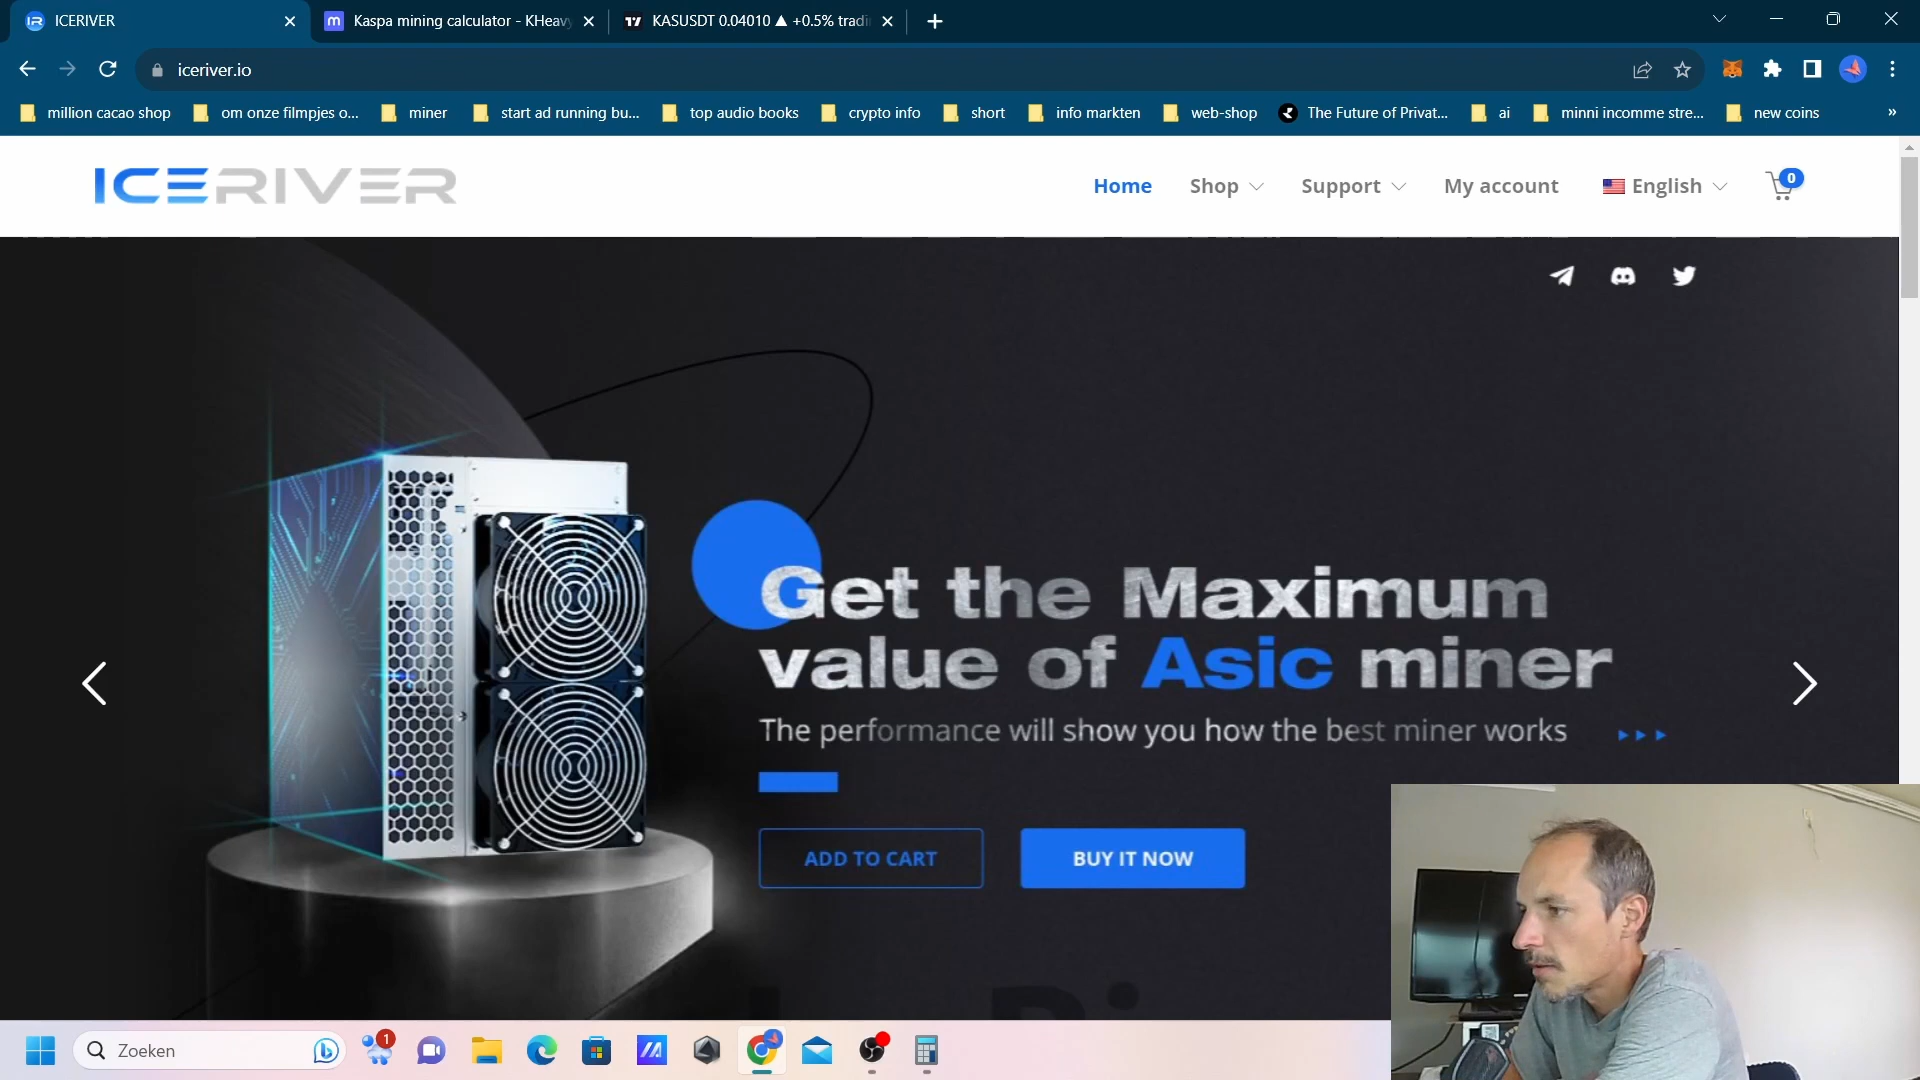 ICERIVER
Kaspa mining calculator - KHeavy
KASUSDT 0.04010 ▲ +0.5% tradi
iceriver.io
million cacao shop
om onze filmpjes o...
miner
start ad running bu...
top audio books
crypto info
short
info markten
web-shop
The Future of Privat...
ai
minni incomme stre...
new coins
»
ICERIVER
Home
Shop
Support
My account
English
0
Get the Maximum
value of Asic miner
The performance will show you how the best miner works
ADD TO CART
BUY IT NOW
Zoeken
1